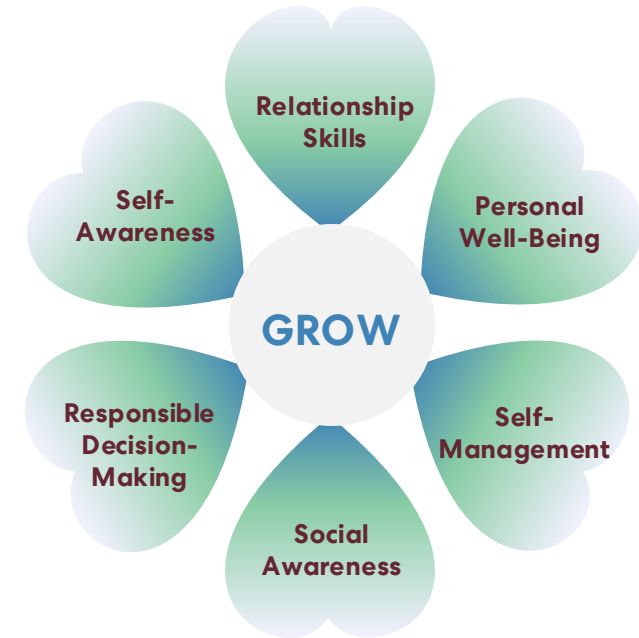 Relationship
Skills
Self-
Awareness
Personal
Well-Being
GROW
Responsible
Decision-
Making
Self-
Management
Social
Awareness